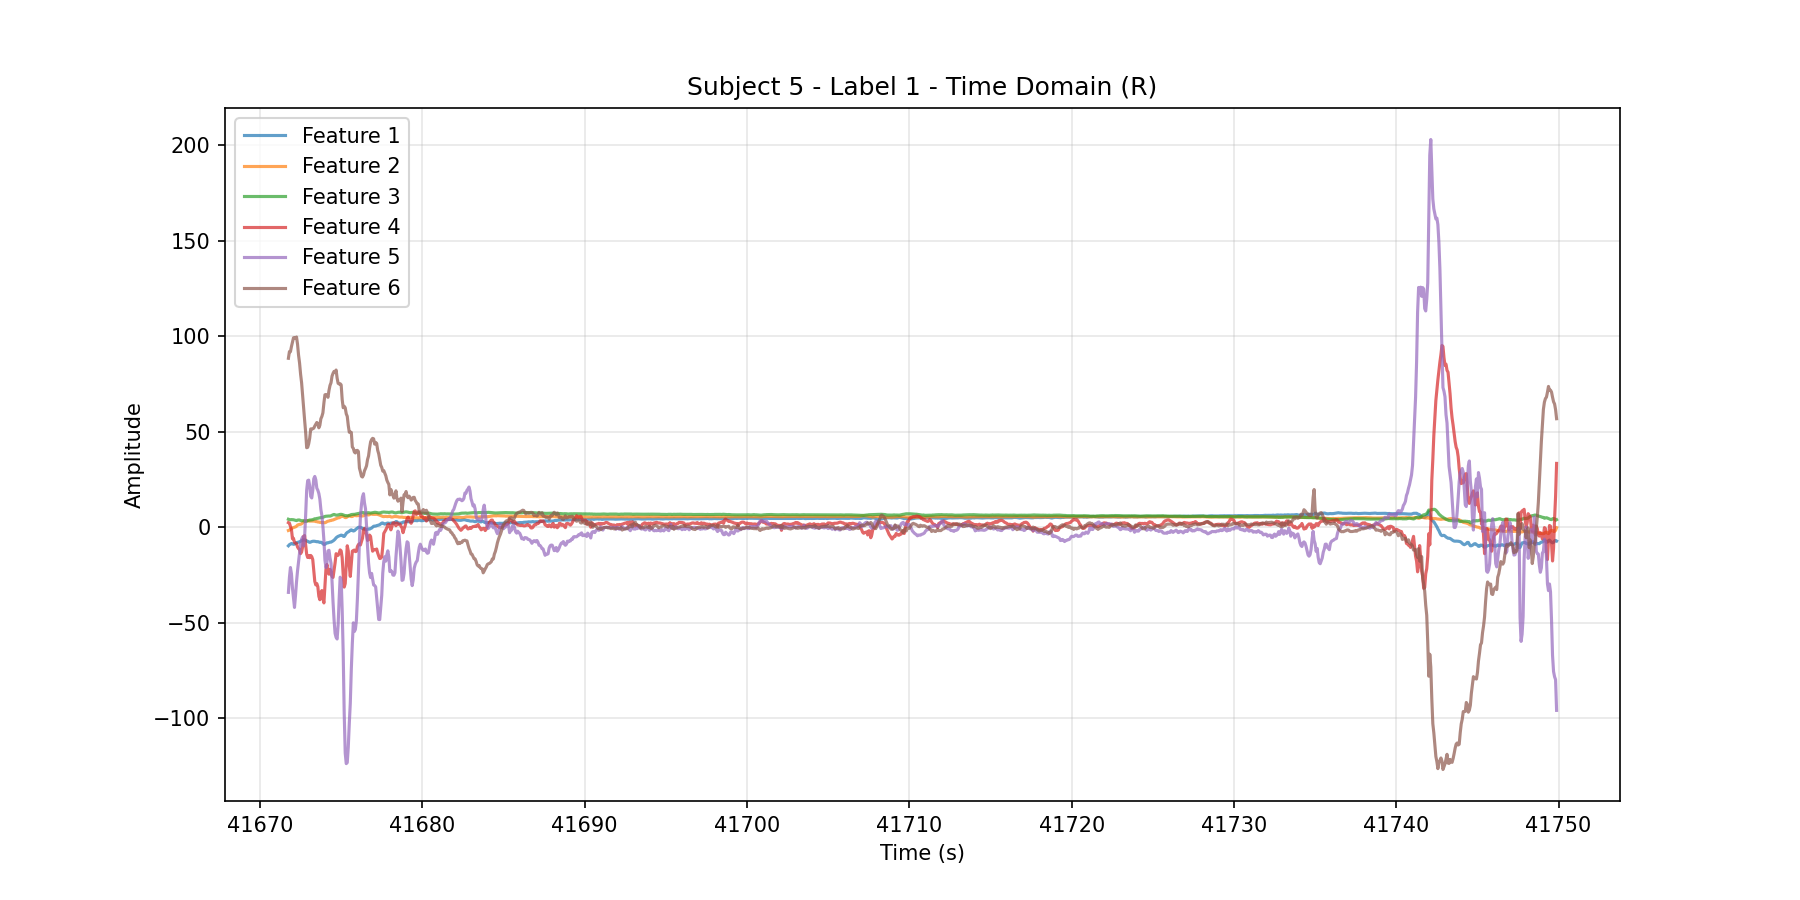 Subject 5 - Label 1 - Time Domain (R)
Feature 1
Feature 2
Feature 3
Feature 4
Feature 5
Feature 6
200
150
100
50
0
−50
−100
Amplitude
41670 41680 41690 41700 41710 41720 41730 41740 41750
Time (s)